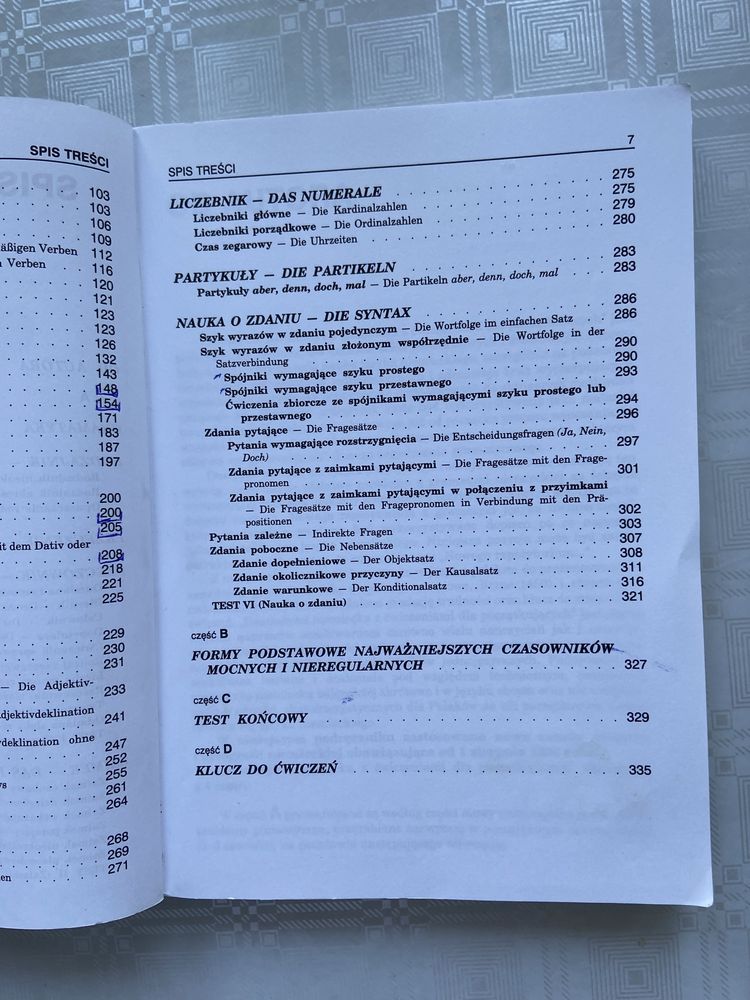 SPIS TREŚCI
103
103
106
109
äßigen Verben 112
Verben 116
120
121
123
123
126
132
143
148
154
171
183
187
197
200
200
205
it dem Dativ oder
208
218
221
225
229
230
231
— Die Adjektiv-
233
djektivdeklination
241
deklination ohne
247
252
255
261
264
268
269
271
SPIS TREŚCI 7
LICZEBNIK — DAS NUMERALE 275
Liczebniki główne — Die Kardinalzahlen 275
Liczebniki porządkowe — Die Ordinalzahlen 279
Czas zegarowy — Die Uhrzeiten 280
PARTYKUŁY — DIE PARTIKELN 283
Partykuły aber, denn, doch, mal — Die Partikeln aber, denn, doch, mal 283
NAUKA O ZDANIU — DIE SYNTAX 286
Szyk wyrazów w zdaniu pojedynczym — Die Wortfolge im einfachen Satz 286
Szyk wyrazów w zdaniu złożonym współrzędnie — Die Wortfolge in der
Satzverbindung 290
Spójniki wymagające szyku prostego 290
Spójniki wymagające szyku przestawnego 293
Ćwiczenia zbiorcze ze spójnikami wymagającymi szyku prostego lub
przestawnego 294
Zdania pytające — Die Fragesätze 296
Pytania wymagające rozstrzygnięcia — Die Entscheidungsfragen (Ja, Nein,
Doch) 297
Zdania pytające z zaimkami pytającymi — Die Fragesätze mit den Frage-
pronomen 301
Zdania pytające z zaimkami pytającymi w połączeniu z przyimkami
— Die Fragesätze mit den Fragepronomen in Verbindung mit den Prä-
positionen 302
Pytania zależne — Indirekte Fragen 303
Zdania poboczne — Die Nebensätze 307
Zdanie dopełnieniowe — Der Objektsatz 308
Zdanie okolicznikowe przyczyny — Der Kausalsatz 311
Zdanie warunkowe — Der Konditionalsatz 316
TEST VI (Nauka o zdaniu) 321
część B
FORMY PODSTAWOWE NAJWAŻNIEJSZYCH CZASOWNIKÓW
MOCNYCH I NIEREGULARNYCH 327
część C
TEST KOŃCOWY 329
część D
KLUCZ DO ĆWICZEŃ 335